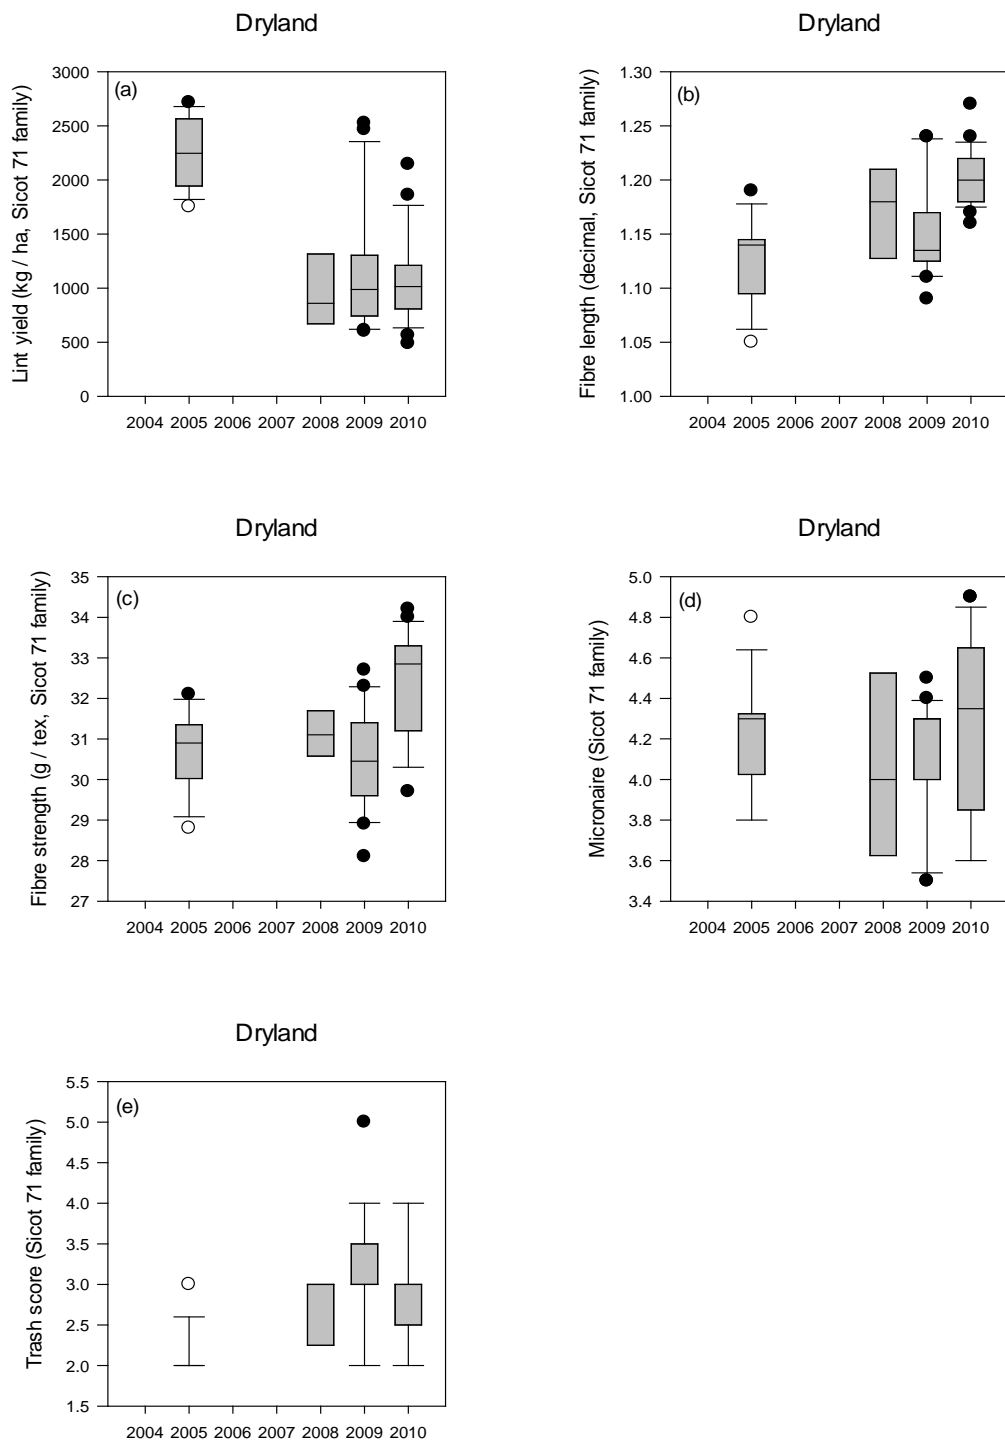 Dryland
Lint yield (kg / ha, Sicot 71 family)
(a)
3000
2500
2000
1500
1000
500
0
2004 2005 2006 2007 2008 2009 2010
Dryland
Fibre length (decimal, Sicot 71 family)
(b)
1.30
1.25
1.20
1.15
1.10
1.05
1.00
2004 2005 2006 2007 2008 2009 2010
Dryland
Fibre strength (g / tex, Sicot 71 family)
(c)
35
34
33
32
31
30
29
28
27
2004 2005 2006 2007 2008 2009 2010
Dryland
Micronaire (Sicot 71 family)
(d)
5.0
4.8
4.6
4.4
4.2
4.0
3.8
3.6
3.4
2004 2005 2006 2007 2008 2009 2010
Dryland
Trash score (Sicot 71 family)
(e)
5.5
5.0
4.5
4.0
3.5
3.0
2.5
2.0
1.5
2004 2005 2006 2007 2008 2009 2010